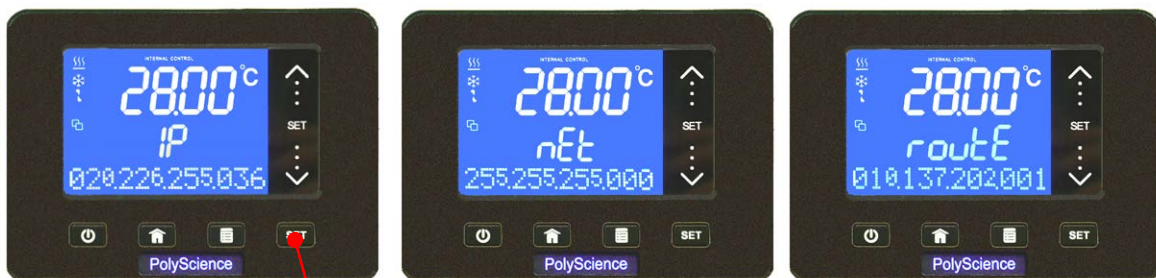 INTERNAL CONTROL
28.00°C
IP
020.226.255.036
SET
SET
PolyScience
INTERNAL CONTROL
28.00°C
nEt
255.255.255.000
SET
SET
PolyScience
INTERNAL CONTROL
28.00°C
routE
010.137.202.001
SET
SET
PolyScience